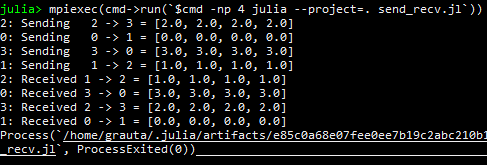 julia> mpiexec(cmd->run(`$cmd -np 4 julia --project=. send_recv.jl`))
2: Sending   2 -> 3 = [2.0, 2.0, 2.0, 2.0]
0: Sending   0 -> 1 = [0.0, 0.0, 0.0, 0.0]
3: Sending   3 -> 0 = [3.0, 3.0, 3.0, 3.0]
1: Sending   1 -> 2 = [1.0, 1.0, 1.0, 1.0]
2: Received 1 -> 2 = [1.0, 1.0, 1.0, 1.0]
0: Received 3 -> 0 = [3.0, 3.0, 3.0, 3.0]
3: Received 2 -> 3 = [2.0, 2.0, 2.0, 2.0]
1: Received 0 -> 1 = [0.0, 0.0, 0.0, 0.0]
Process(`/home/grauta/.julia/artifacts/e85c0a68e07fee0ee7b19c2abc210b1
_recv.jl`, ProcessExited(0))